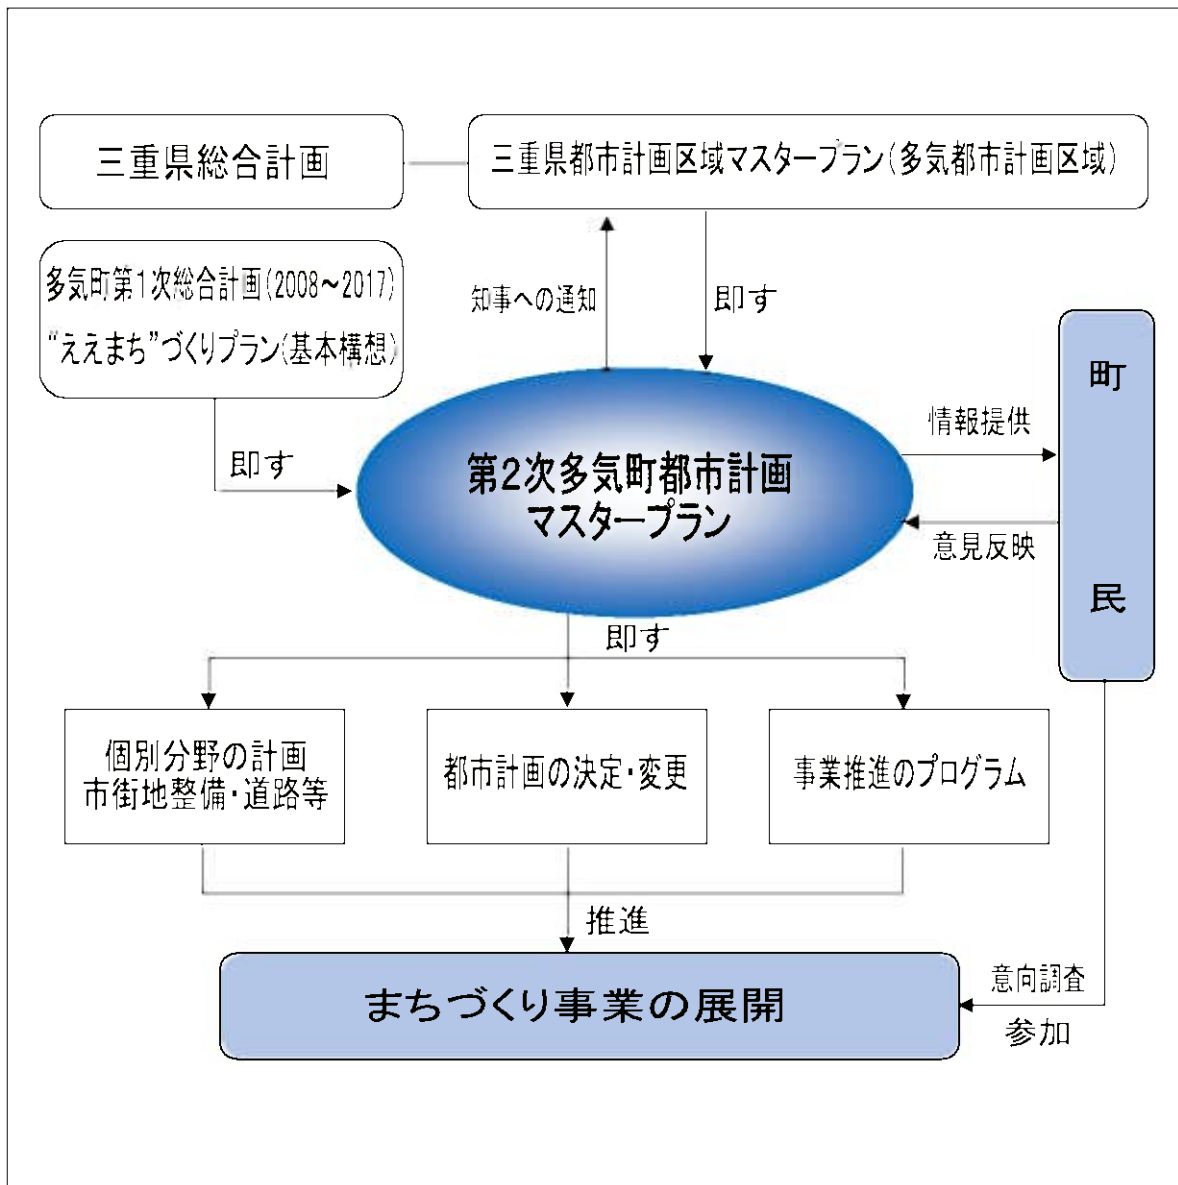 三重県総合計画
三重県都市計画区域マスタープラン(多気都市計画区域)
多気町第1次総合計画(2008～2017)
“ええまち”づくりプラン(基本構想)
知事への通知
即す
町民
情報提供
即す
第2次多気町都市計画
マスタープラン
意見反映
即す
個別分野の計画
市街地整備・道路等
都市計画の決定・変更
事業推進のプログラム
推進
まちづくり事業の展開
意向調査
参加